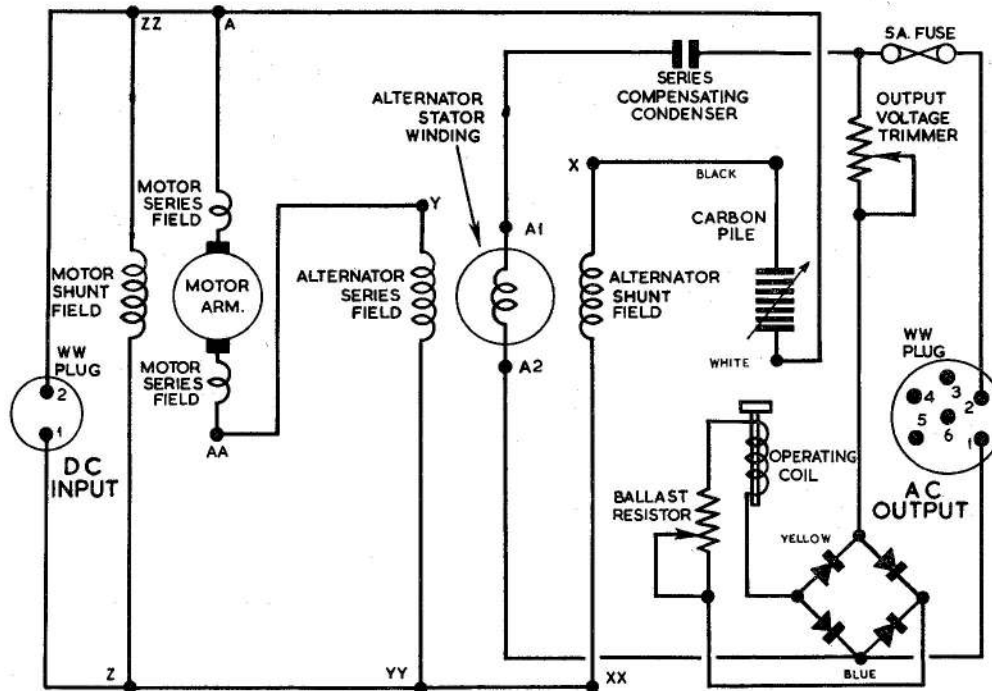 ZZ
A
5A. FUSE
SERIES
COMPENSATING
CONDENSER
ALTERNATOR
STATOR
WINDING
OUTPUT
VOLTAGE
TRIMMER
X
BLACK
MOTOR
SERIES
FIELD
Y
A1
CARBON
PILE
MOTOR
SHUNT
FIELD
MOTOR
ARM.
ALTERNATOR
SERIES
FIELD
ALTERNATOR
SHUNT
FIELD
WW
PLUG
2
1
DC
INPUT
MOTOR
SERIES
FIELD
AA
A2
WHITE
WW
PLUG
3
4
2
5
6
1
AC
OUTPUT
OPERATING
COIL
BALLAST
RESISTOR
YELLOW
BLUE
Z
YY
XX